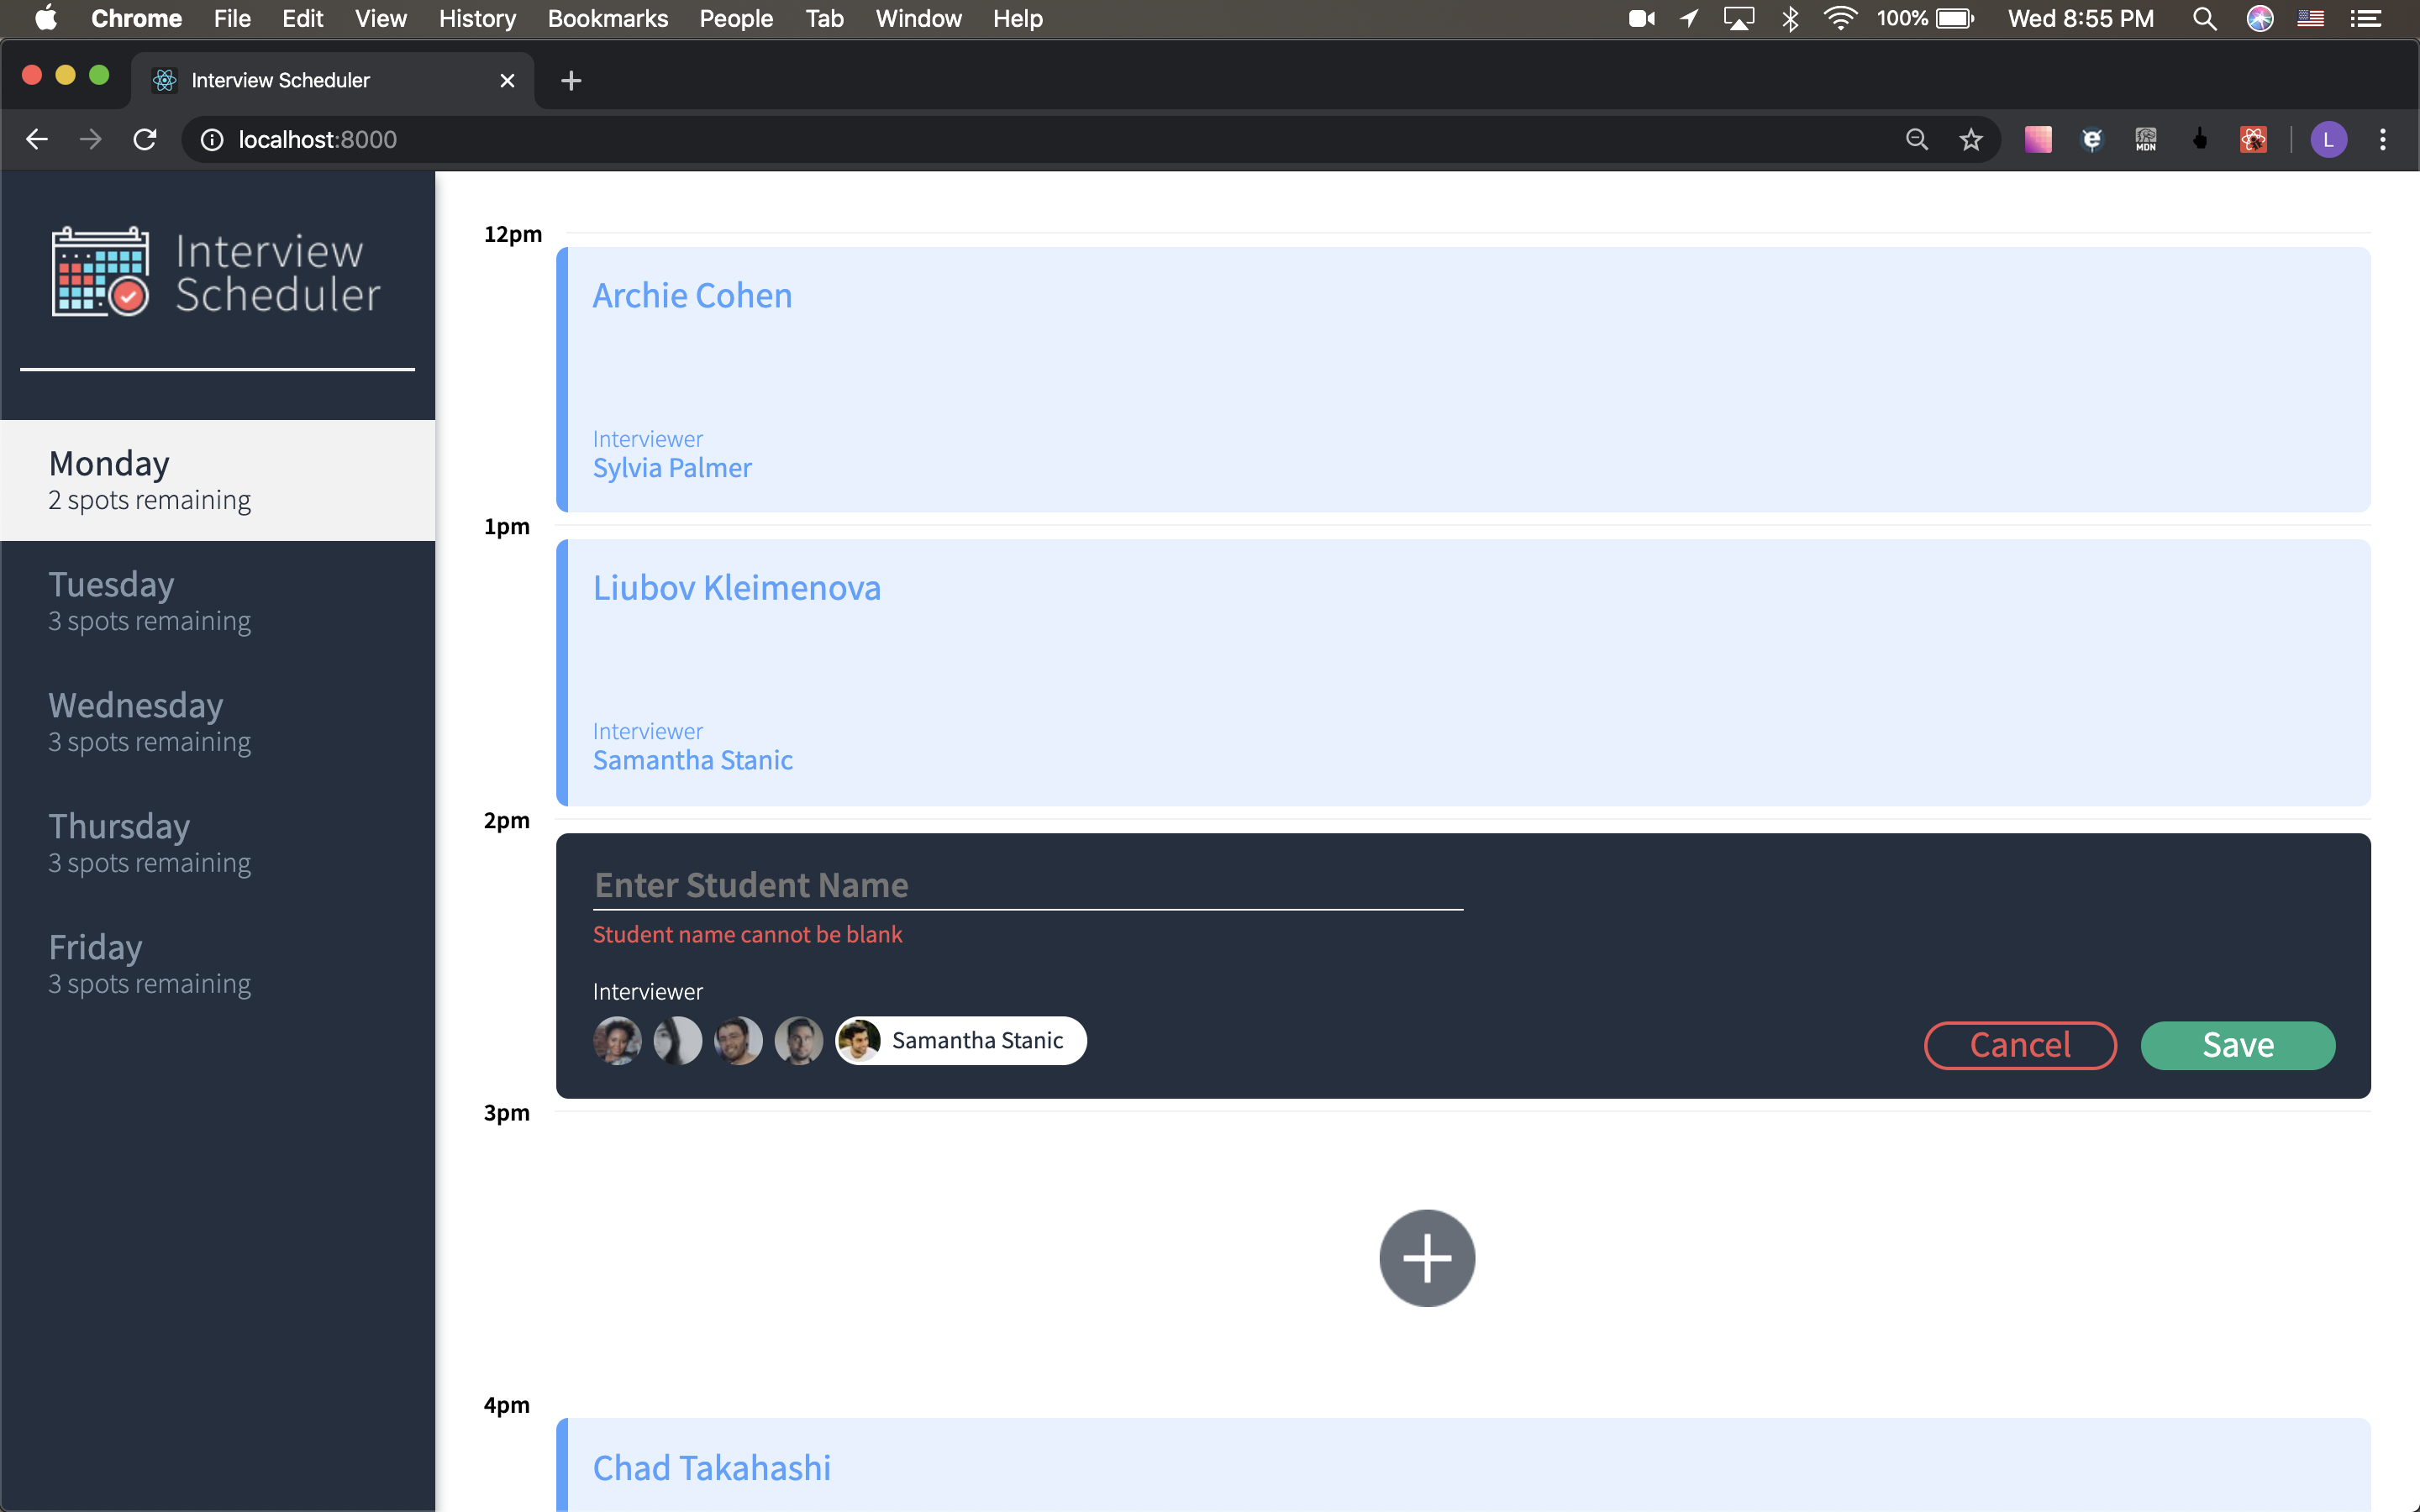 Chrome File Edit View History Bookmarks People Tab Window Help 100% Wed 8:55 PM
Interview Scheduler
localhost:8000
MDN
L
Interview
Scheduler
Monday
2 spots remaining
Tuesday
3 spots remaining
Wednesday
3 spots remaining
Thursday
3 spots remaining
Friday
3 spots remaining
12pm
Archie Cohen
Interviewer
Sylvia Palmer
1pm
Liubov Kleimenova
Interviewer
Samantha Stanic
2pm
Enter Student Name
Student name cannot be blank
Interviewer
Samantha Stanic
Cancel Save
3pm
4pm
Chad Takahashi